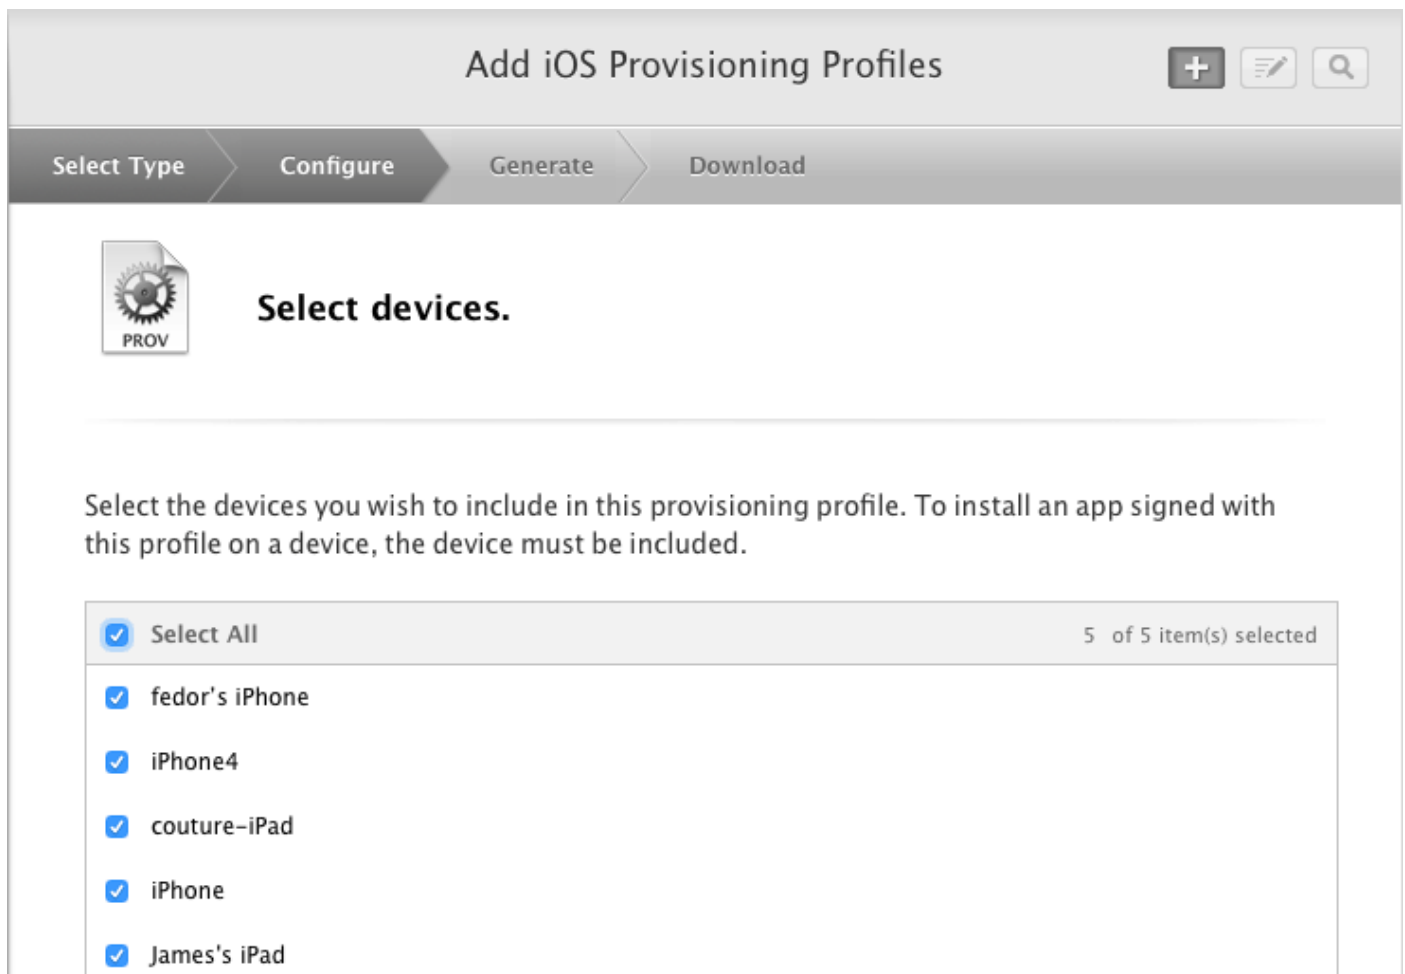 Add iOS Provisioning Profiles
Select Type
Configure
Generate
Download
PROV
Select devices.
Select the devices you wish to include in this provisioning profile. To install an app signed with
this profile on a device, the device must be included.
Select All
5 of 5 item(s) selected
fedor's iPhone
iPhone4
couture-iPad
iPhone
James's iPad